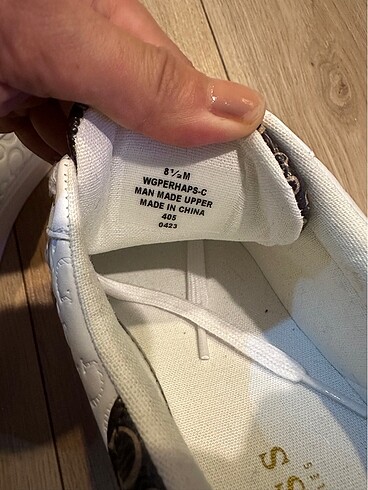 8½M
WGPERHAPS-C
MAN MADE UPPER
MADE IN CHINA
405
0423